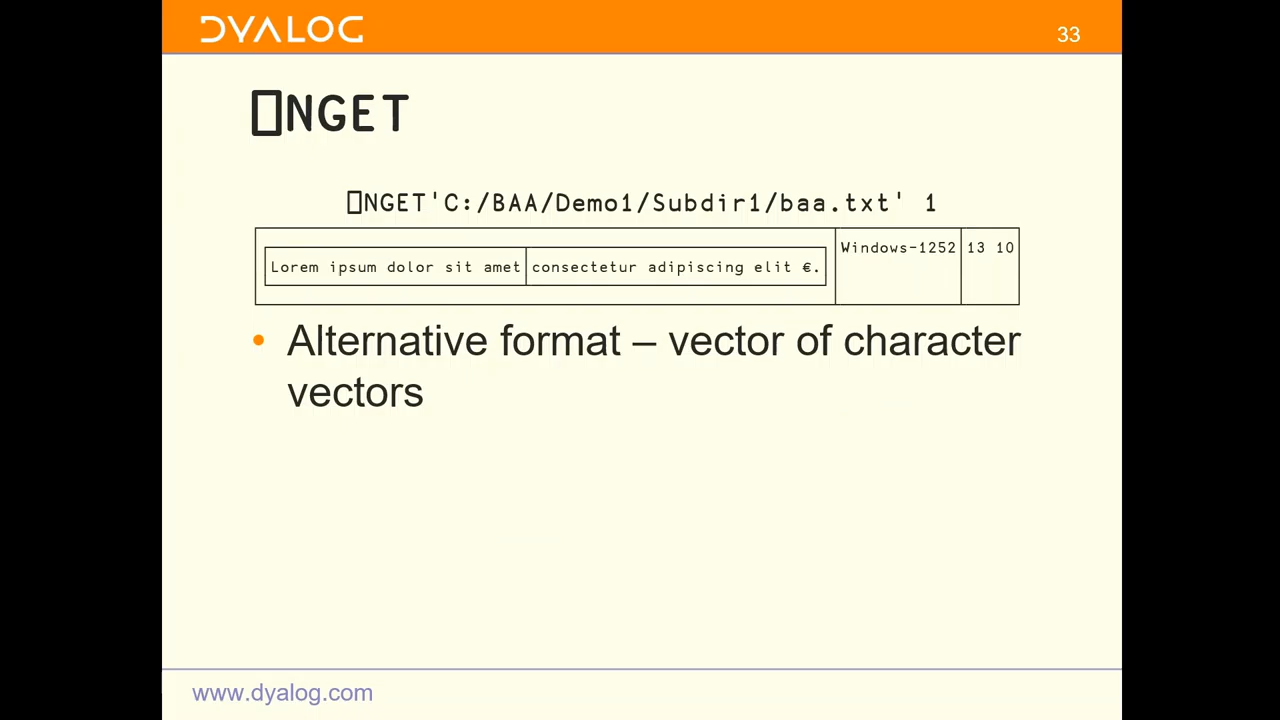 DYALOG
33
⎕NGET
⎕NGET'C:/BAA/Demo1/Subdir1/baa.txt' 1
Lorem ipsum dolor sit amet consectetur adipiscing elit €. Windows-1252 13 10
• Alternative format – vector of character
vectors
www.dyalog.com